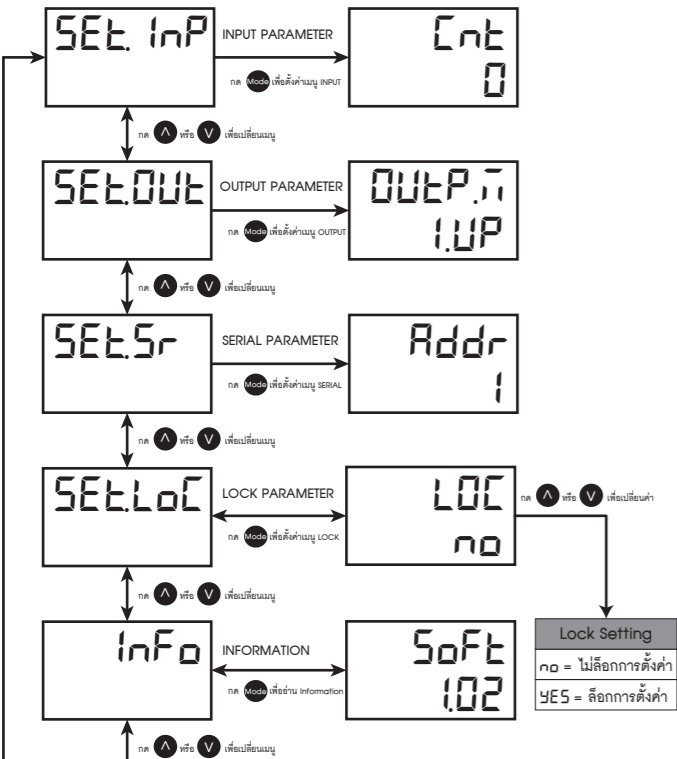 SEt. InP
INPUT PARAMETER
กด Mode เพื่อตั้งค่าเมนู INPUT
Cnt
0
กด ∧ หรือ ∨ เพื่อเปลี่ยนเมนู
SEt.OUt
OUTPUT PARAMETER
กด Mode เพื่อตั้งค่าเมนู OUTPUT
OUtP.n
1.UP
กด ∧ หรือ ∨ เพื่อเปลี่ยนเมนู
SEt.Sr
SERIAL PARAMETER
กด Mode เพื่อตั้งค่าเมนู SERIAL
Addr
1
กด ∧ หรือ ∨ เพื่อเปลี่ยนเมนู
SEt.LoC
LOCK PARAMETER
กด Mode เพื่อตั้งค่าเมนู LOCK
LOC
no
กด ∧ หรือ ∨ เพื่อเปลี่ยนค่า
กด ∧ หรือ ∨ เพื่อเปลี่ยนเมนู
InFo
INFORMATION
กด Mode เพื่ออ่าน Information
SoFt
1.02
Lock Setting
no = ไม่ล็อกการตั้งค่า
YES = ล็อกการตั้งค่า
กด ∧ หรือ ∨ เพื่อเปลี่ยนเมนู